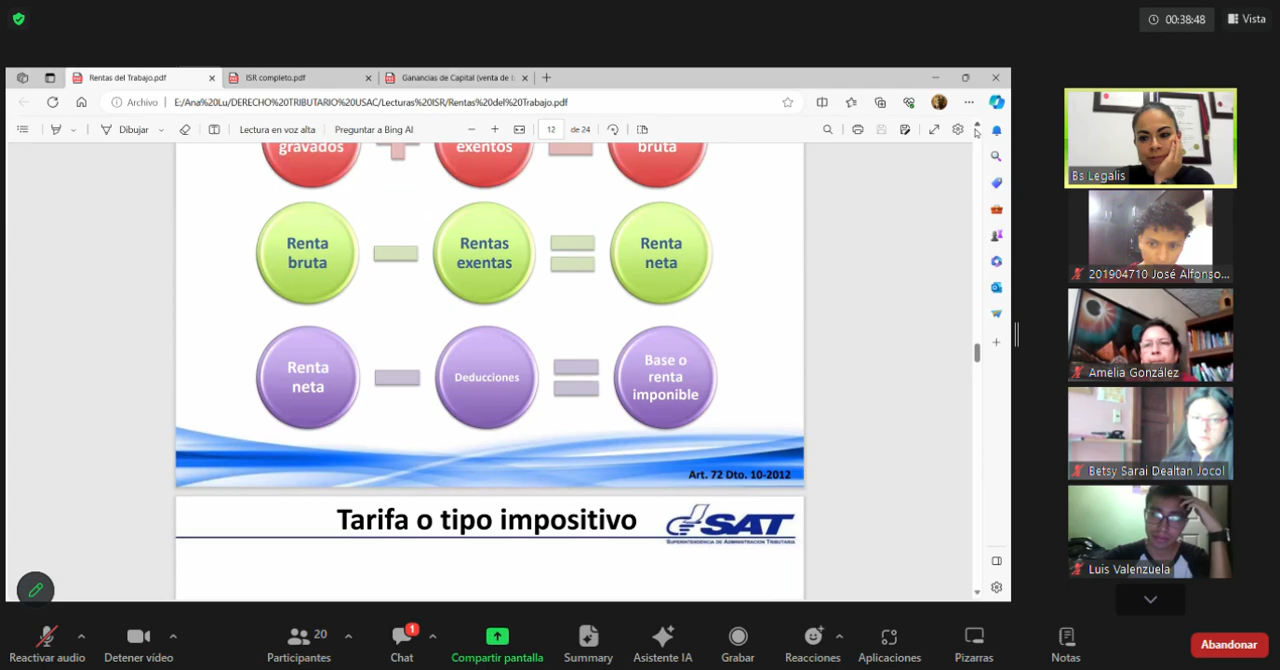 00:38:48
Vista
Rentas del Trabajo.pdf
ISR completo.pdf
Ganancias de Capital (venta de b
Archivo
E:/Ana%20Lu/DERECHO%20TRIBUTARIO%20USAC/Lecturas%20ISR/Rentas%20del%20Trabajo.pdf
Dibujar
Lectura en voz alta
Preguntar a Bing AI
12
de 24
gravados
exentos
bruta
Renta
bruta
Rentas
exentas
Renta
neta
Renta
neta
Deducciones
Base o
renta
imponible
Art. 72 Dto. 10-2012
Tarifa o tipo impositivo
SAT
SUPERINTENDENCIA DE ADMINISTRACION TRIBUTARIA
Bs Legalis
201904710 José Alfonso...
Amelia González
Betsy Sarai Dealtan Jocol
Luis Valenzuela
Reactivar audio
Detener vídeo
20
Participantes
1
Chat
Compartir pantalla
Summary
Asistente IA
Grabar
Reacciones
Aplicaciones
Pizarras
Notas
Abandonar